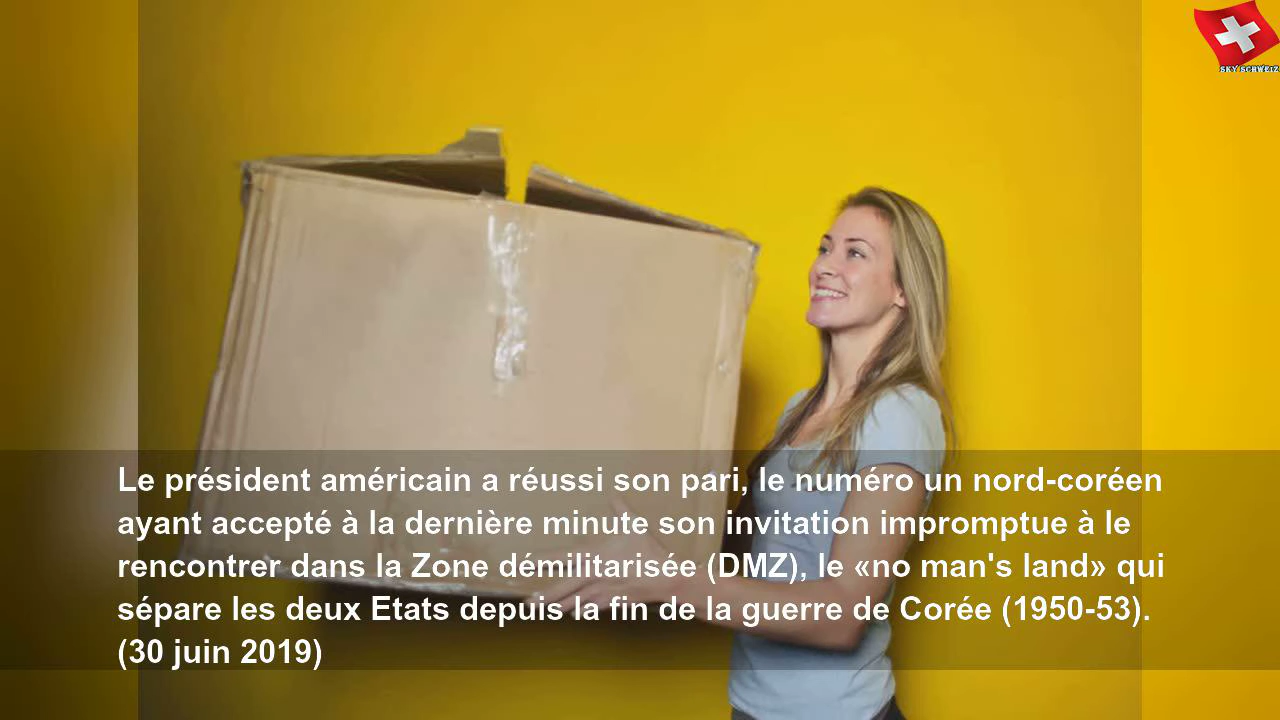 SKY SCHWEIZ
Le président américain a réussi son pari, le numéro un nord-coréen
ayant accepté à la dernière minute son invitation impromptue à le
rencontrer dans la Zone démilitarisée (DMZ), le «no man's land» qui
sépare les deux Etats depuis la fin de la guerre de Corée (1950-53).
(30 juin 2019)